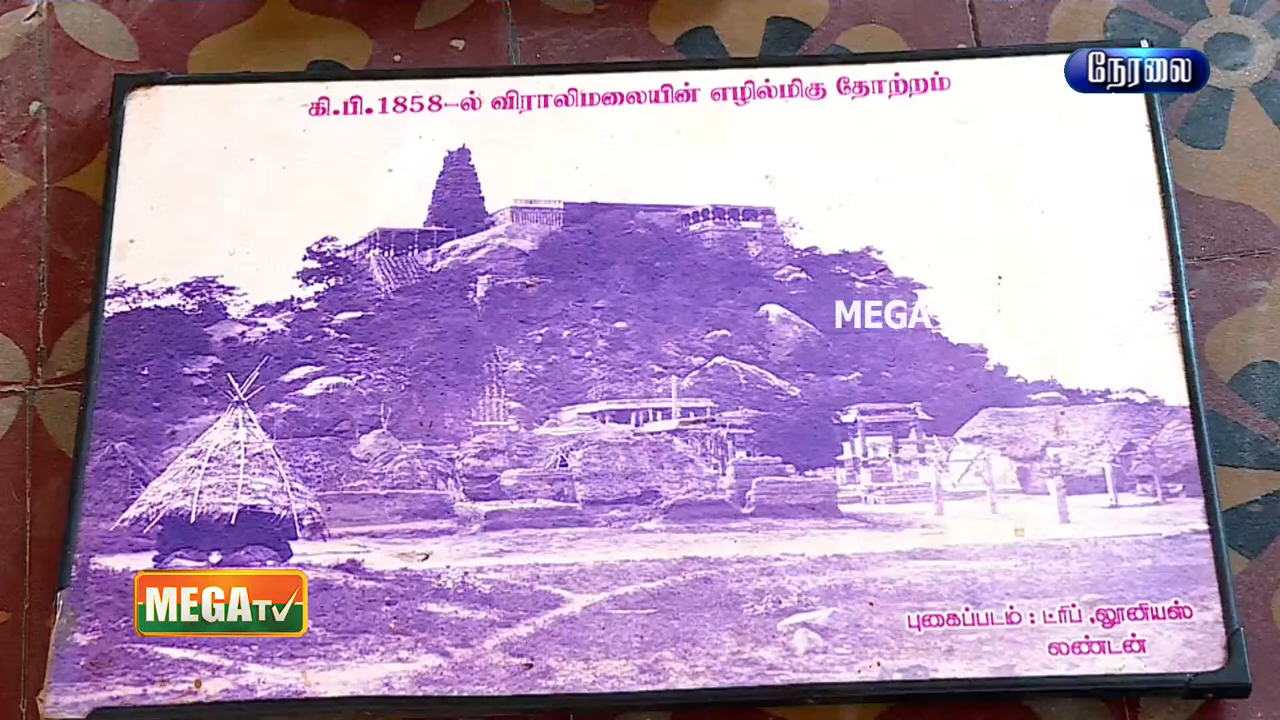 நேரலை
கி.பி.1858-ல் விராலிமலையின் எழில்மிகு தோற்றம்
MEGA
MEGA TV
புகைப்படம் : ட்ரிப் ,லூனியஸ்
லண்டன்